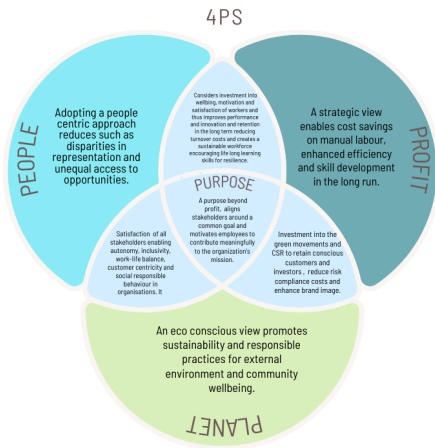 4PS
PEOPLE
Adopting a people
centric approach
reduces such as
disparities in
representation and
unequal access to
opportunities.
Considers investment into
wellbeing, motivation and
satisfaction of workers and
thus improves performance
and innovation and retention
in the long term reducing
turnover costs and creates a
sustainable workforce
encouraging life long learning
skills for resilience.
A strategic view
enables cost savings
on manual labour,
enhanced efficiency
and skill development
in the long run.
PROFIT
PURPOSE
A purpose beyond
profit, aligns
stakeholders around a
common goal and
motivates employees to
contribute meaningfully
to the organization's
mission.
Satisfaction of all
stakeholders enabling
autonomy, inclusivity,
work-life balance,
customer centricity and
social responsible
behaviour in
organisations. It
Investment into the
green movements and
CSR to retain conscious
customers and
investors , reduce risk
compliance costs and
enhance brand image.
An eco conscious view promotes
sustainability and responsible
practices for external
environment and community
wellbeing.
PLANET